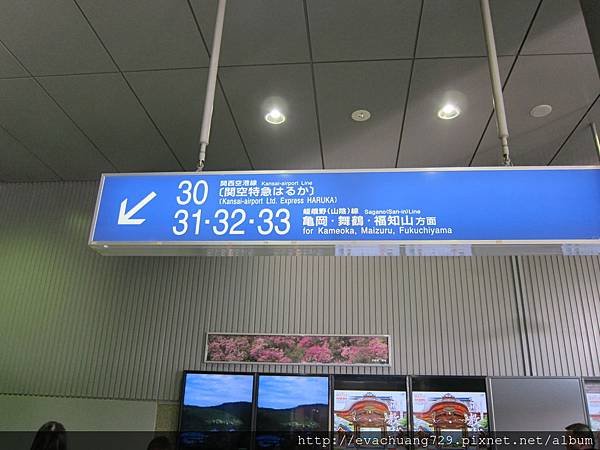 30 関西空港線 Kansai-airport Line
〔関空特急はるか〕
(Kansai-airport Ltd. Express HARUKA)
31・32・33 嵯峨野(山陰)線 Sagano(San-in)Line
亀岡・舞鶴・福知山方面
for Kameoka, Maizuru, Fukuchiyama
http://evachuang729.pixnet.net/album